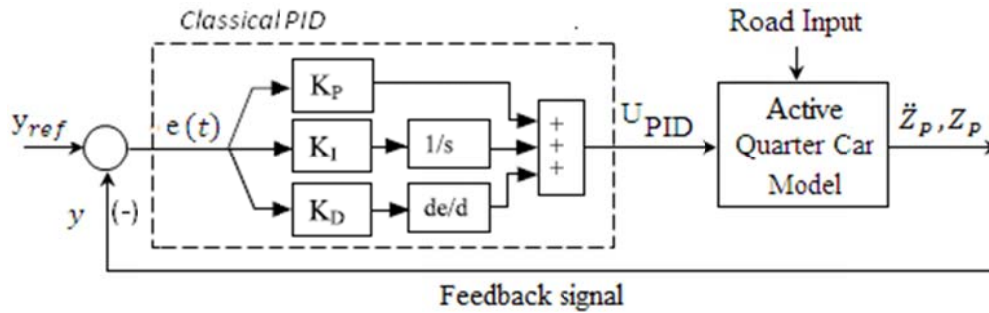 Classical PID
Road Input
y_ref
e(t)
K_P
K_I
1/s
K_D
de/d
+
+
+
U_PID
Active
Quarter Car
Model
Z̈_P, Z_P
y
(-)
Feedback signal